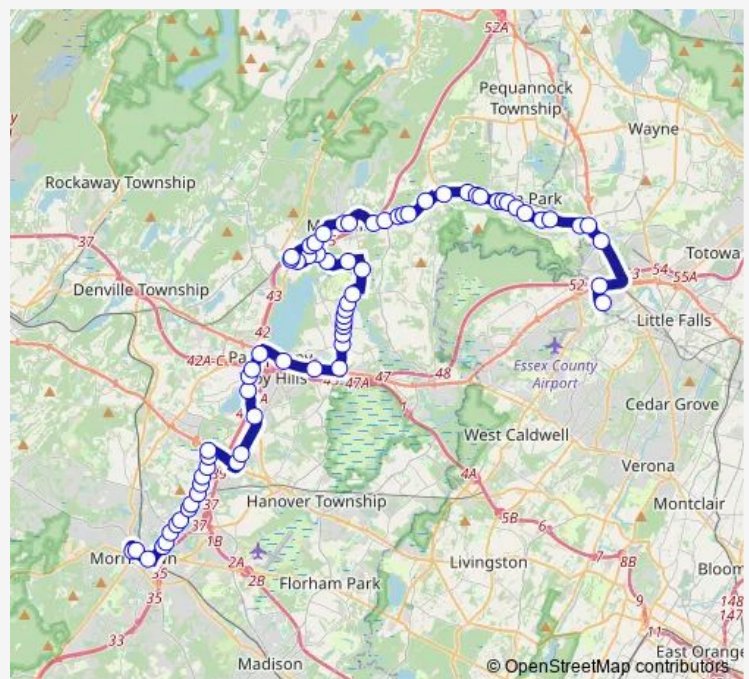 52A
Pequannock
Township
Wayne
Rockaway Township
Park
37
Totowa
43
52
53
54
55A
Denville Township
Little Falls
42
42A-C
Essex County
Airport
47
48
47A
Cedar Grove
West Caldwell
Verona
4A
39
Hanover Township
Montclair
5B
6
37
37
1B
7
8B
Livingston
Bloom
35
2A
2B
Florham Park
35
9
148
147
33
11
East Orange
Madison
© OpenStreetMap contributors